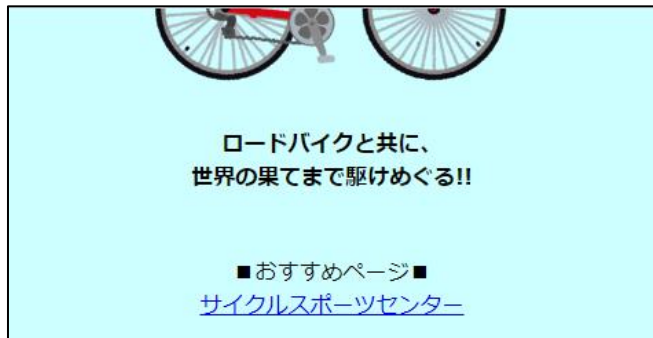 ロードバイクと共に、
世界の果てまで駆けめぐる!!
■おすすめページ■
サイクルスポーツセンター